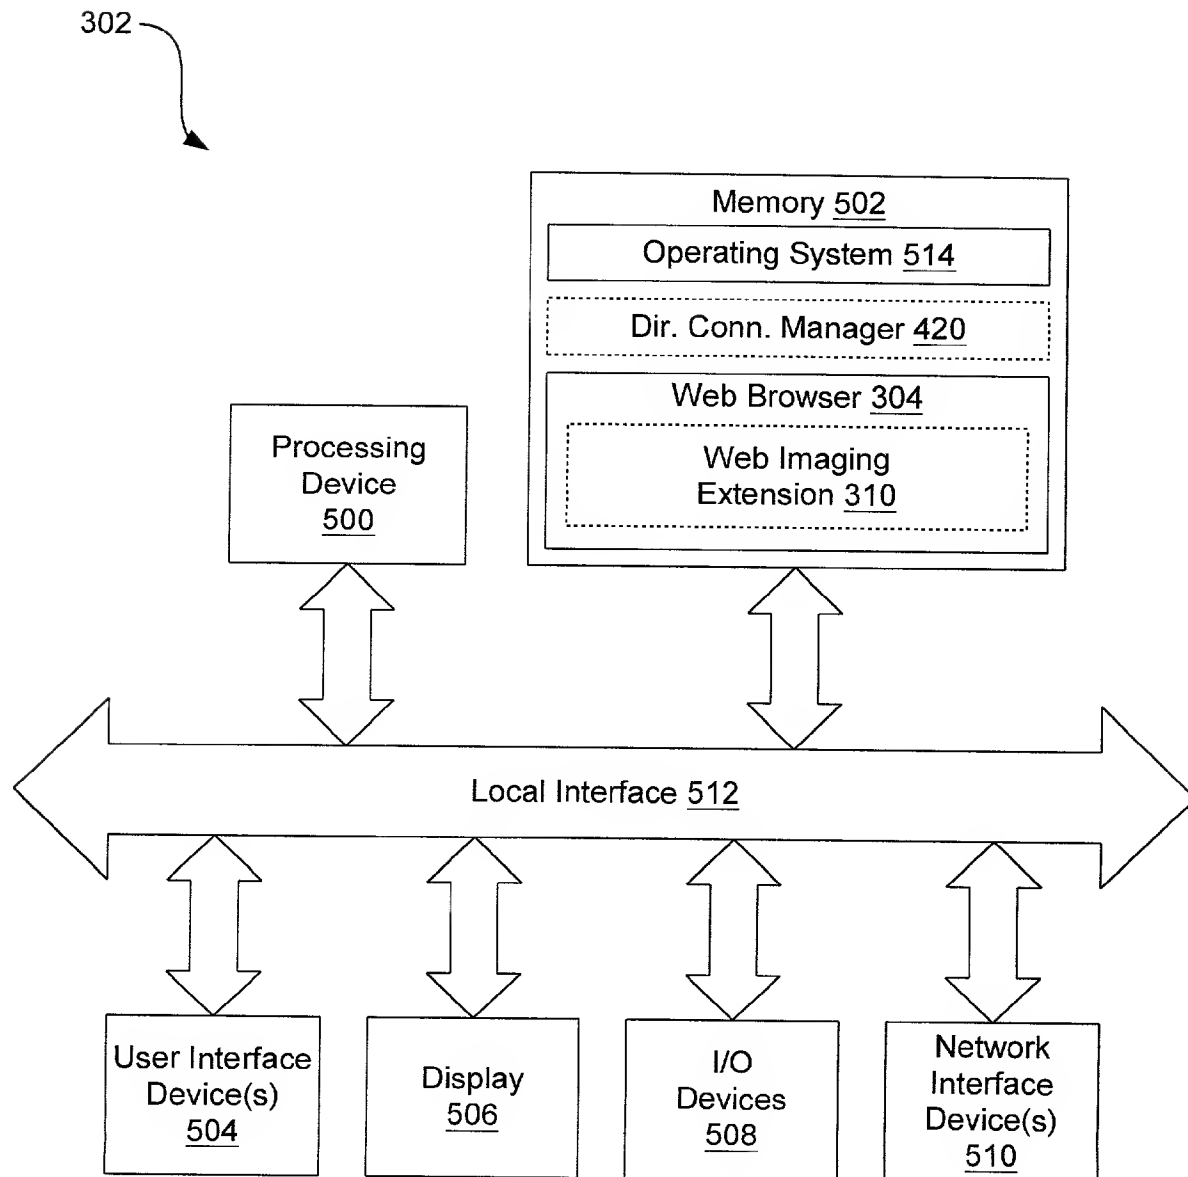 302
Memory 502
Operating System 514
Dir. Conn. Manager 420
Web Browser 304
Web Imaging
Extension 310
Processing
Device
500
Local Interface 512
User Interface
Device(s)
504
Display
506
I/O
Devices
508
Network
Interface
Device(s)
510